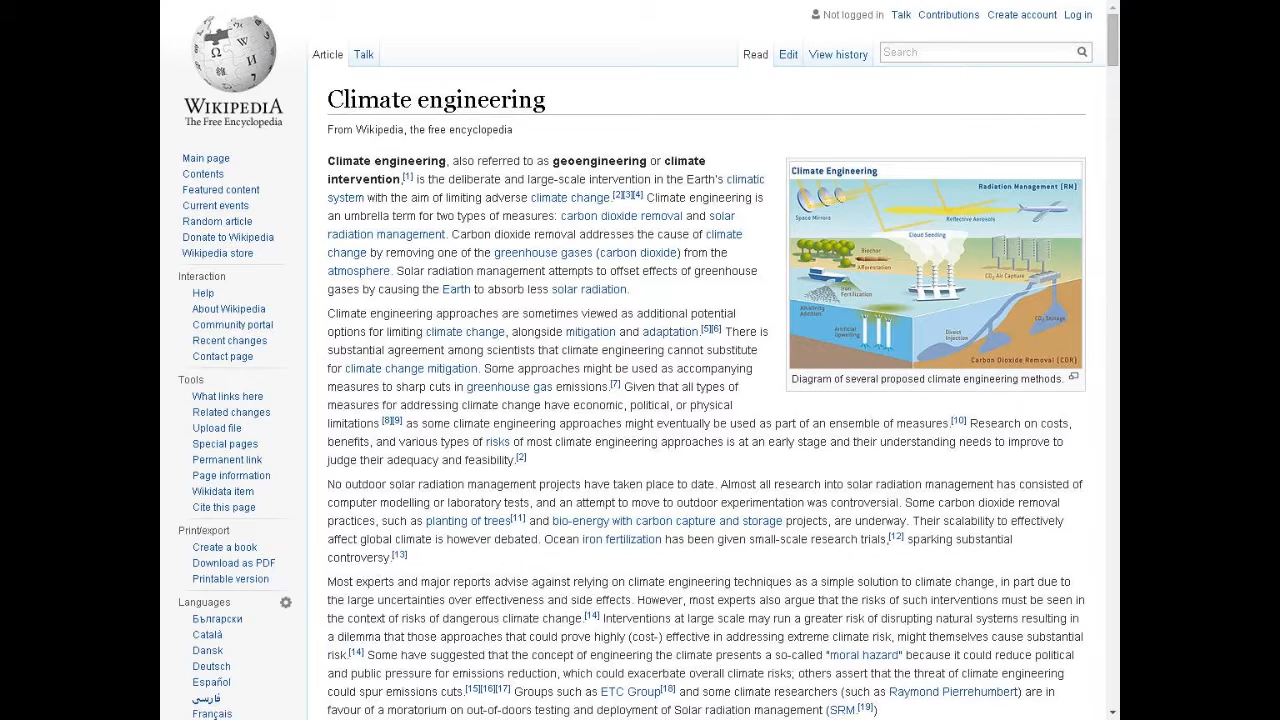 Not logged in Talk Contributions Create account Log in
Article Talk Read Edit View history Search
WIKIPEDIA
The Free Encyclopedia
Main page
Contents
Featured content
Current events
Random article
Donate to Wikipedia
Wikipedia store
Interaction
Help
About Wikipedia
Community portal
Recent changes
Contact page
Tools
What links here
Related changes
Upload file
Special pages
Permanent link
Page information
Wikidata item
Cite this page
Print/export
Create a book
Download as PDF
Printable version
Languages
Български
Català
Dansk
Deutsch
Español
فارسی
Français
Climate engineering
From Wikipedia, the free encyclopedia
Climate engineering, also referred to as geoengineering or climate
intervention,[1] is the deliberate and large-scale intervention in the Earth's climatic
system with the aim of limiting adverse climate change.[2][3][4] Climate engineering is
an umbrella term for two types of measures: carbon dioxide removal and solar
radiation management. Carbon dioxide removal addresses the cause of climate
change by removing one of the greenhouse gases (carbon dioxide) from the
atmosphere. Solar radiation management attempts to offset effects of greenhouse
gases by causing the Earth to absorb less solar radiation.
Climate engineering approaches are sometimes viewed as additional potential
options for limiting climate change, alongside mitigation and adaptation.[5][6] There is
substantial agreement among scientists that climate engineering cannot substitute
for climate change mitigation. Some approaches might be used as accompanying
measures to sharp cuts in greenhouse gas emissions.[7] Given that all types of
measures for addressing climate change have economic, political, or physical
limitations [8][9] as some climate engineering approaches might eventually be used as part of an ensemble of measures.[10] Research on costs,
benefits, and various types of risks of most climate engineering approaches is at an early stage and their understanding needs to improve to
judge their adequacy and feasibility.[2]
No outdoor solar radiation management projects have taken place to date. Almost all research into solar radiation management has consisted of
computer modelling or laboratory tests, and an attempt to move to outdoor experimentation was controversial. Some carbon dioxide removal
practices, such as planting of trees[11] and bio-energy with carbon capture and storage projects, are underway. Their scalability to effectively
affect global climate is however debated. Ocean iron fertilization has been given small-scale research trials,[12] sparking substantial
controversy.[13]
Most experts and major reports advise against relying on climate engineering techniques as a simple solution to climate change, in part due to
the large uncertainties over effectiveness and side effects. However, most experts also argue that the risks of such interventions must be seen in
the context of risks of dangerous climate change.[14] Interventions at large scale may run a greater risk of disrupting natural systems resulting in
a dilemma that those approaches that could prove highly (cost-) effective in addressing extreme climate risk, might themselves cause substantial
risk.[14] Some have suggested that the concept of engineering the climate presents a so-called "moral hazard" because it could reduce political
and public pressure for emissions reduction, which could exacerbate overall climate risks; others assert that the threat of climate engineering
could spur emissions cuts.[15][16][17] Groups such as ETC Group[18] and some climate researchers (such as Raymond Pierrehumbert) are in
favour of a moratorium on out-of-doors testing and deployment of Solar radiation management (SRM.[19])
Climate Engineering
Radiation Management (RM)
Space Mirrors
Reflective Aerosols
Cloud Seeding
Biochar
Afforestation
CO2 Air Capture
Iron
Fertilization
Alkalinity
Addition
Artificial
Upwelling
Direct
Injection
CO2 Storage
Carbon Dioxide Removal (CDR)
Diagram of several proposed climate engineering methods.